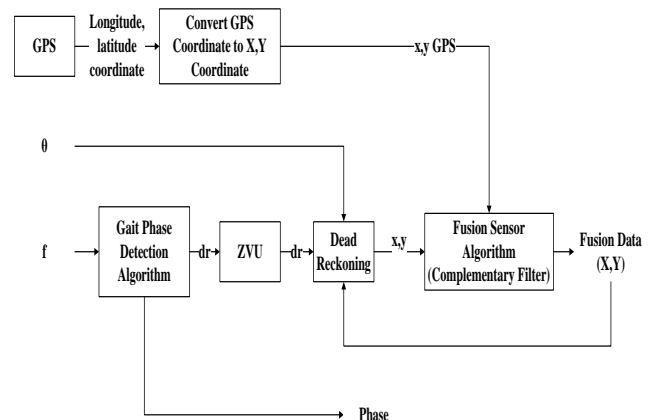 GPS
Longitude,
latitude
coordinate
Convert GPS
Coordinate to X,Y
Coordinate
x,y GPS
θ
f
Gait Phase
Detection
Algorithm
dr
ZVU
dr
Dead
Reckoning
x,y
Fusion Sensor
Algorithm
(Complementary Filter)
Fusion Data
(X,Y)
Phase